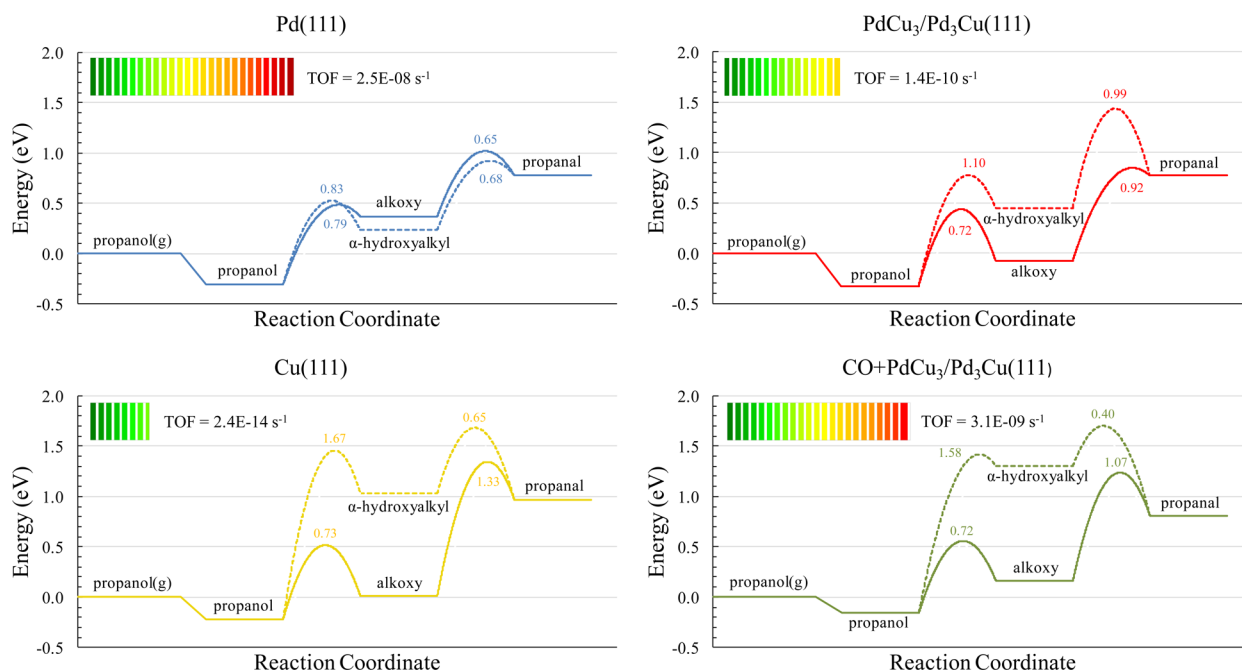 Pd(111)
2.0
1.5
1.0
0.5
0.0
-0.5
Energy (eV)
TOF = 2.5E-08 s⁻¹
0.83
0.79
0.65
0.68
propanol(g)
propanol
alkoxy
α-hydroxyalkyl
propanal
Reaction Coordinate
PdCu₃/Pd₃Cu(111)
2.0
1.5
1.0
0.5
0.0
-0.5
Energy (eV)
TOF = 1.4E-10 s⁻¹
0.99
1.10
0.92
0.72
propanol(g)
propanol
α-hydroxyalkyl
alkoxy
propanal
Reaction Coordinate
Cu(111)
2.0
1.5
1.0
0.5
0.0
-0.5
Energy (eV)
TOF = 2.4E-14 s⁻¹
0.65
1.67
1.33
0.73
propanol(g)
propanol
α-hydroxyalkyl
alkoxy
propanal
Reaction Coordinate
CO+PdCu₃/Pd₃Cu(111)
2.0
1.5
1.0
0.5
0.0
-0.5
Energy (eV)
TOF = 3.1E-09 s⁻¹
0.40
1.58
1.07
0.72
propanol(g)
propanol
α-hydroxyalkyl
alkoxy
propanal
Reaction Coordinate